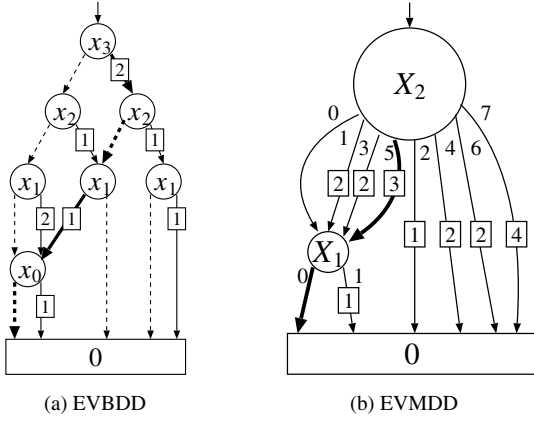 x3
2
x2 x2
1 1
x1 x1 x1
2 1 1
x0
1
0
(a) EVBDD
X2
0 7
1 3 5 2 4 6
2 2 3
X1
1 2 2 4
0 1
1
0
(b) EVMDD